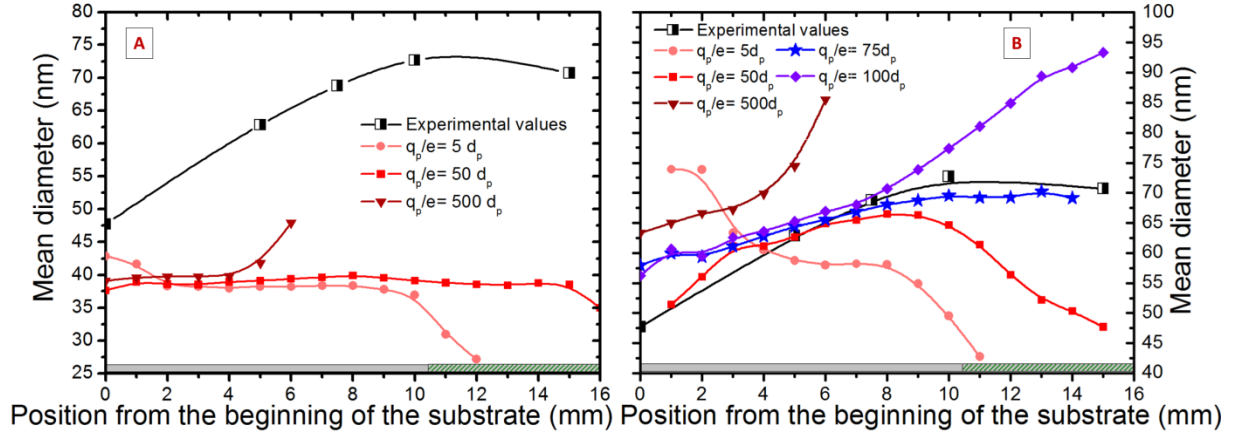 A
Experimental values
q_p/e= 5 d_p
q_p/e= 50 d_p
q_p/e= 500 d_p
Mean diameter (nm)
80
75
70
65
60
55
50
45
40
35
30
25
0 2 4 6 8 10 12 14 16
Position from the beginning of the substrate (mm)
B
Experimental values
q_p/e= 5d_p q_p/e= 75d_p
q_p/e= 50d_p q_p/e= 100d_p
q_p/e= 500d_p
Mean diameter (nm)
100
95
90
85
80
75
70
65
60
55
50
45
40
0 2 4 6 8 10 12 14 16
Position from the beginning of the substrate (mm)